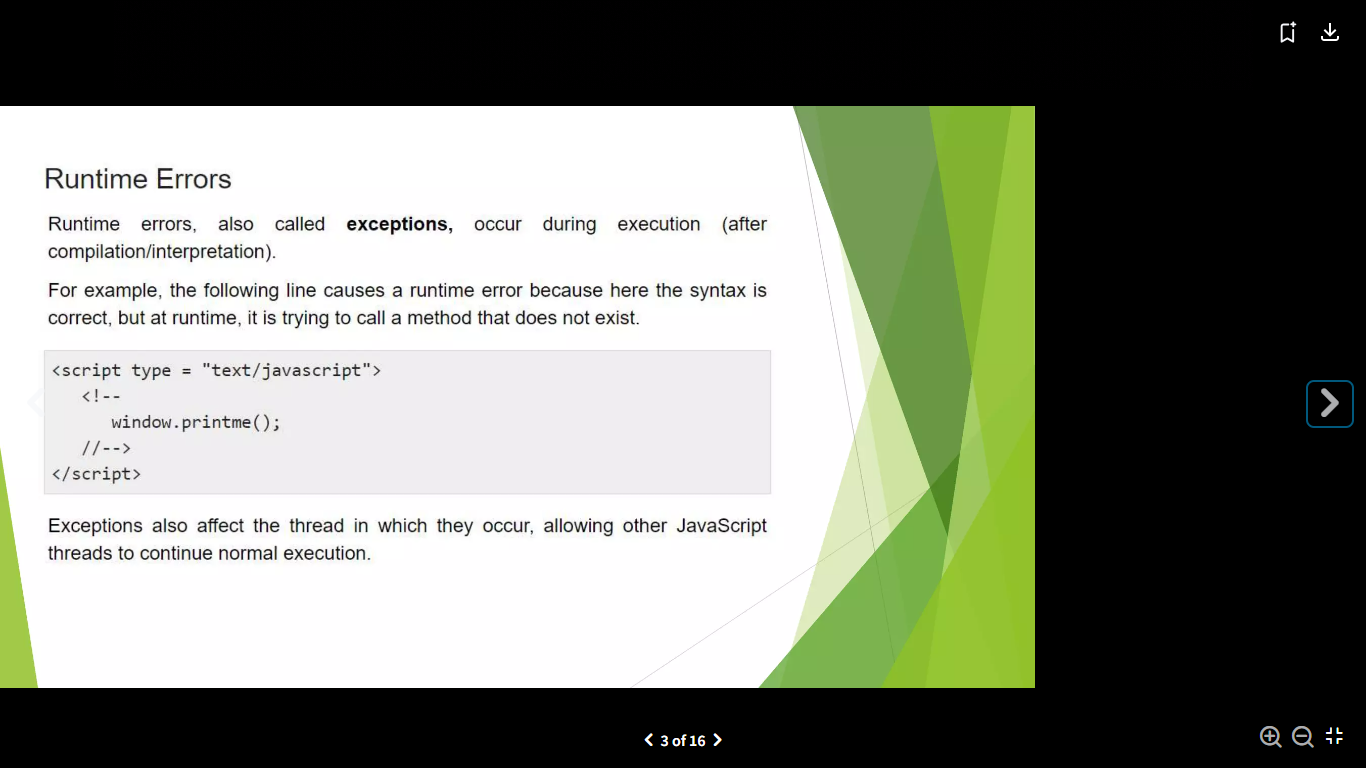 Runtime Errors
Runtime errors, also called exceptions, occur during execution (after
compilation/interpretation).
For example, the following line causes a runtime error because here the syntax is
correct, but at runtime, it is trying to call a method that does not exist.
<script type = "text/javascript">
<!--
window.printme();
//-->
</script>
Exceptions also affect the thread in which they occur, allowing other JavaScript
threads to continue normal execution.
3 of 16